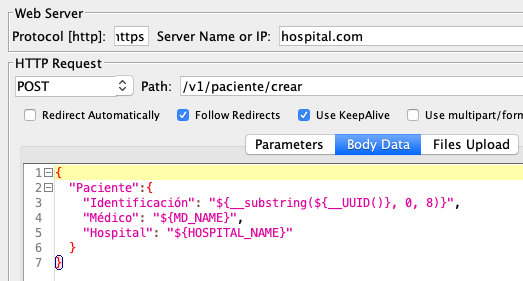 Web Server
Protocol [http]: https Server Name or IP: hospital.com
HTTP Request
POST Path: /v1/paciente/crear
Redirect Automatically Follow Redirects Use KeepAlive Use multipart/form
Parameters Body Data Files Upload
1 {
2 "Paciente":{
3 "Identificación": "${__substring(${__UUID()}, 0, 8)}",
4 "Médico": "${MD_NAME}",
5 "Hospital": "${HOSPITAL_NAME}"
6 }
7 }